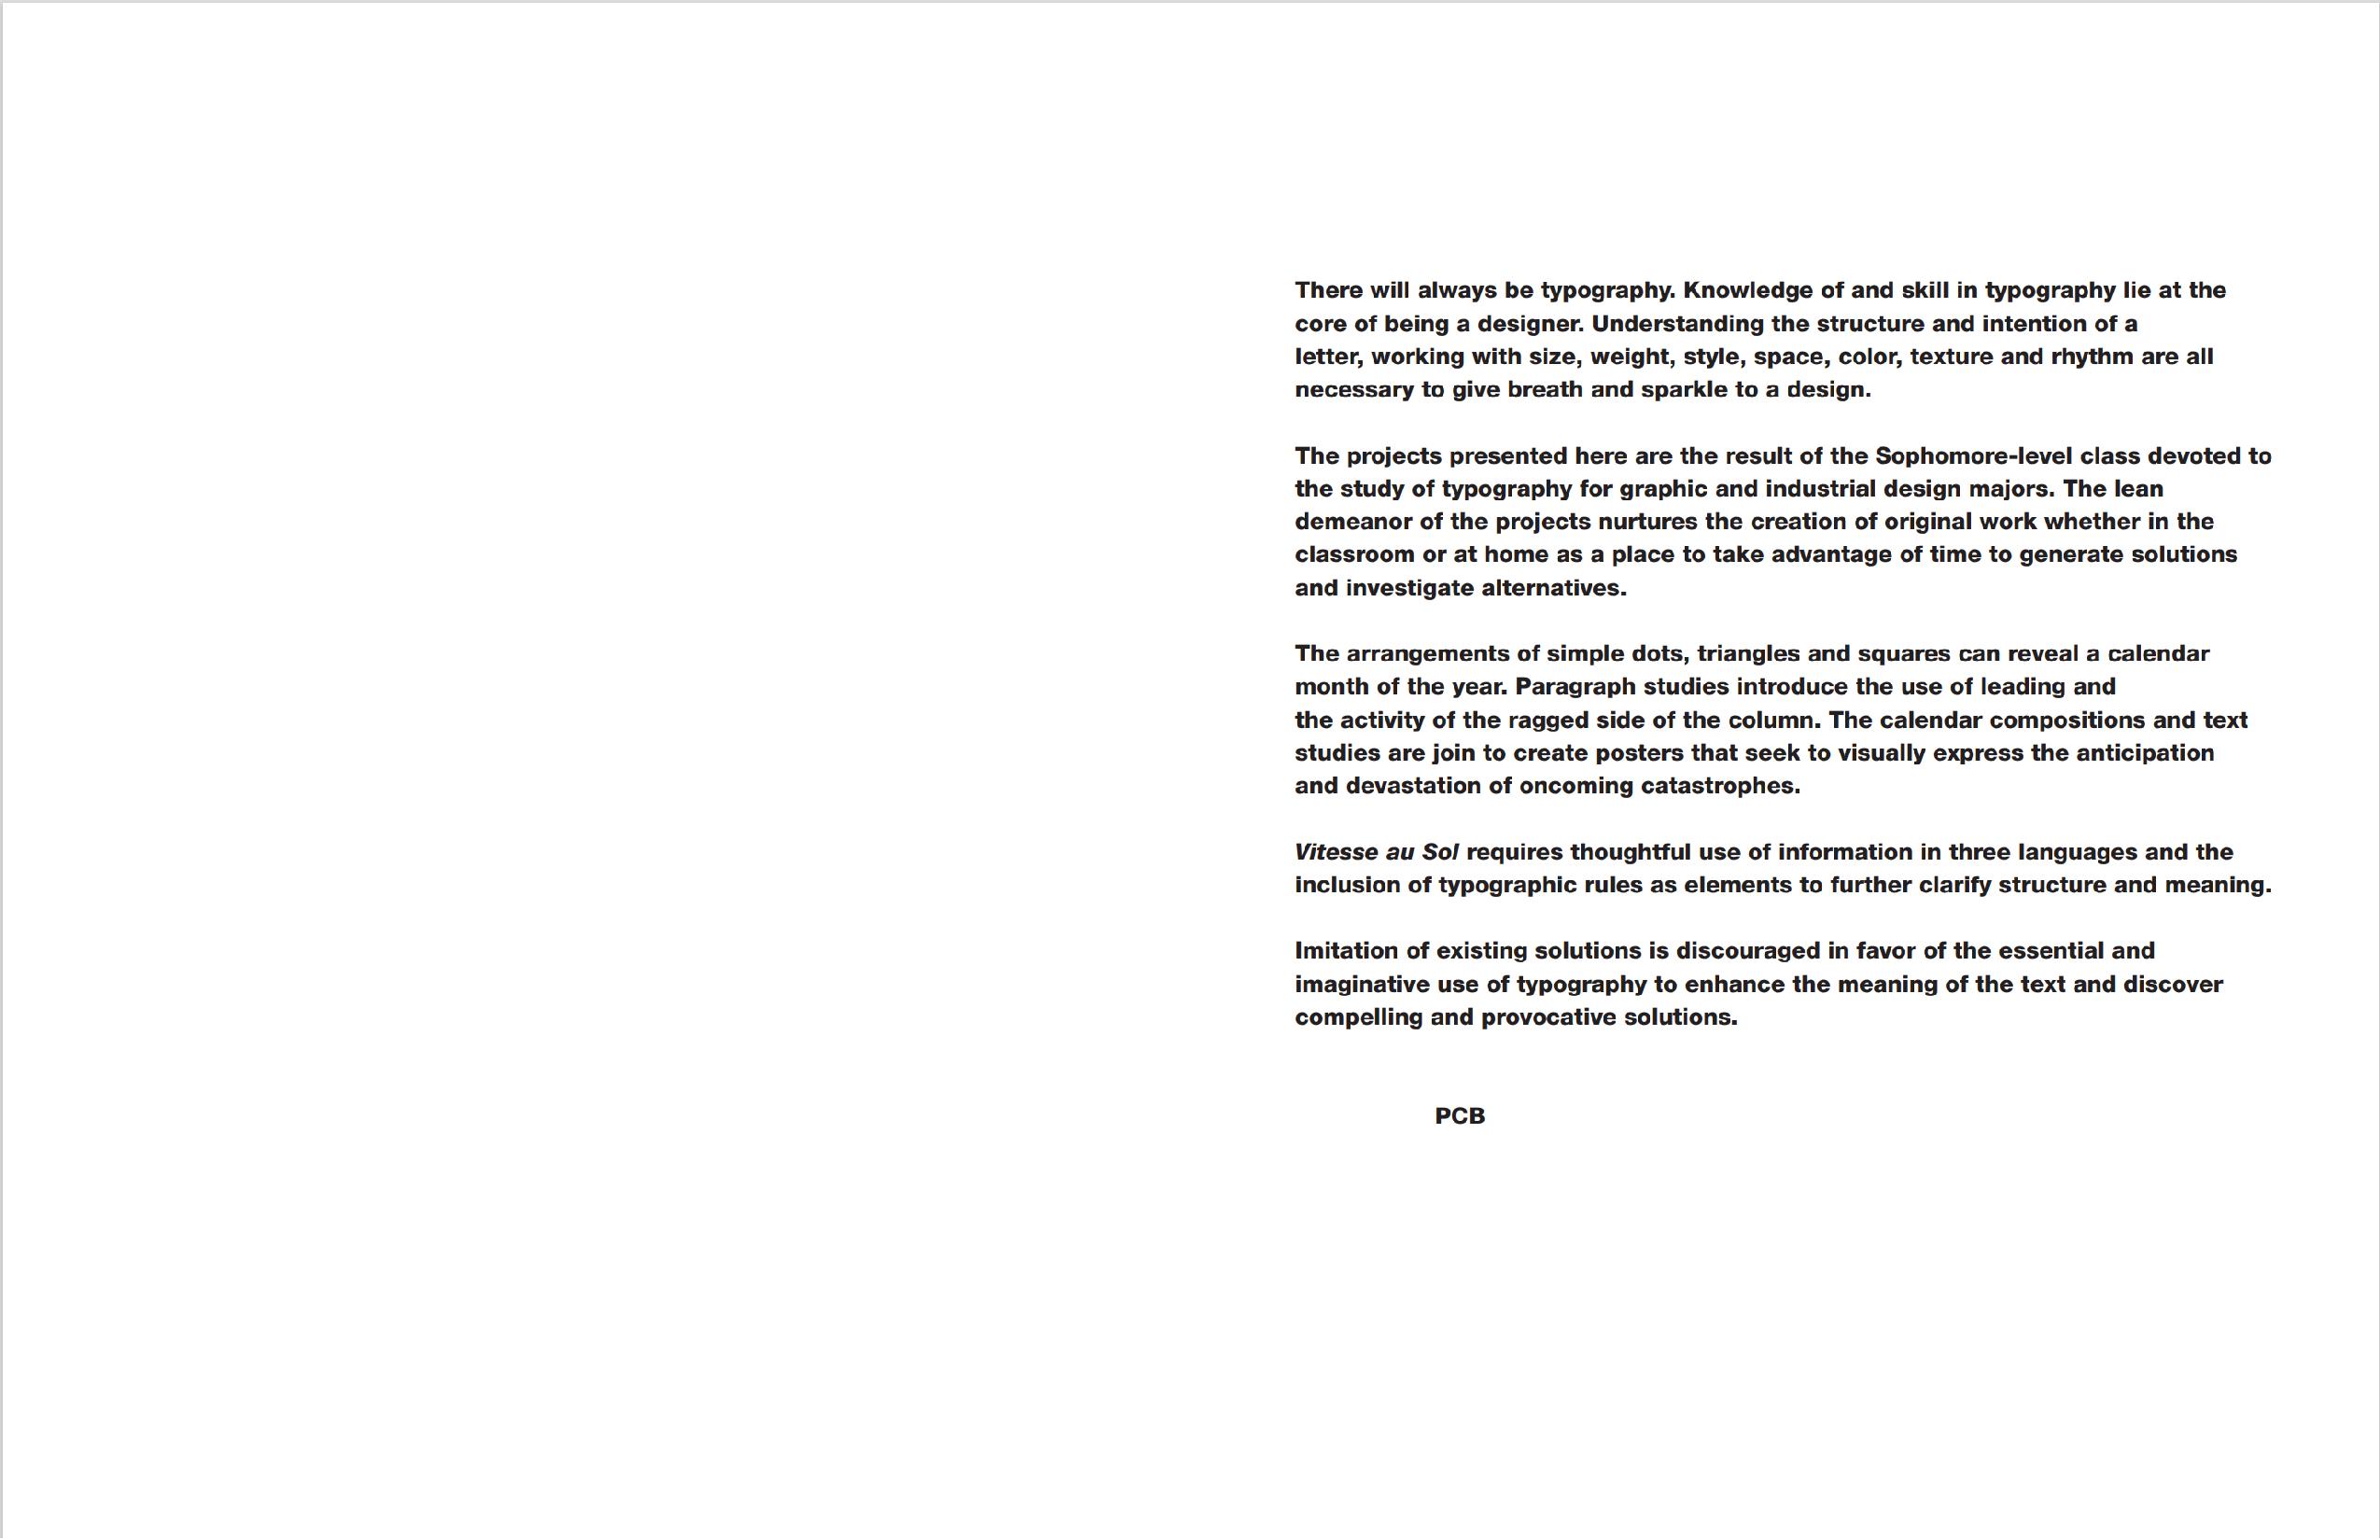 There will always be typography. Knowledge of and skill in typography lie at the
core of being a designer. Understanding the structure and intention of a
letter, working with size, weight, style, space, color, texture and rhythm are all
necessary to give breath and sparkle to a design.
The projects presented here are the result of the Sophomore-level class devoted to
the study of typography for graphic and industrial design majors. The lean
demeanor of the projects nurtures the creation of original work whether in the
classroom or at home as a place to take advantage of time to generate solutions
and investigate alternatives.
The arrangements of simple dots, triangles and squares can reveal a calendar
month of the year. Paragraph studies introduce the use of leading and
the activity of the ragged side of the column. The calendar compositions and text
studies are join to create posters that seek to visually express the anticipation
and devastation of oncoming catastrophes.
Vitesse au Sol requires thoughtful use of information in three languages and the
inclusion of typographic rules as elements to further clarify structure and meaning.
Imitation of existing solutions is discouraged in favor of the essential and
imaginative use of typography to enhance the meaning of the text and discover
compelling and provocative solutions.
PCB